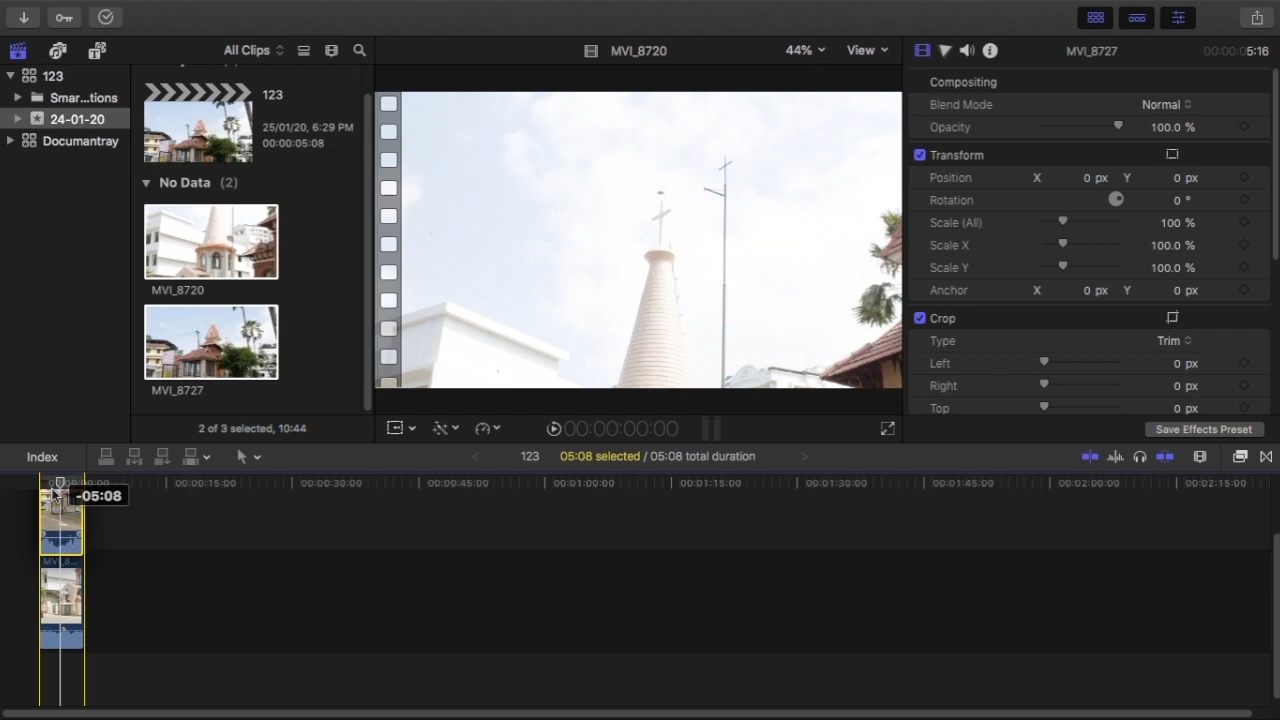 All Clips
MVI_8720
44%
View
MVI_8727
00:00:05:16
123
Smar...tions
24-01-20
Documantray
123
25/01/20, 6:29 PM
00:00:05:08
No Data (2)
MVI_8720
MVI_8727
2 of 3 selected, 10:44
00:00:00:00
Compositing
Blend Mode Normal
Opacity 100.0 %
Transform
Position X 0 px Y 0 px
Rotation 0 °
Scale (All) 100 %
Scale X 100.0 %
Scale Y 100.0 %
Anchor X 0 px Y 0 px
Crop
Type Trim
Left 0 px
Right 0 px
Top 0 px
Save Effects Preset
Index
123
05:08 selected / 05:08 total duration
00:00:15:00
00:00:30:00
00:00:45:00
00:01:00:00
00:01:15:00
00:01:30:00
00:01:45:00
00:02:00:00
00:02:15:00
-05:08